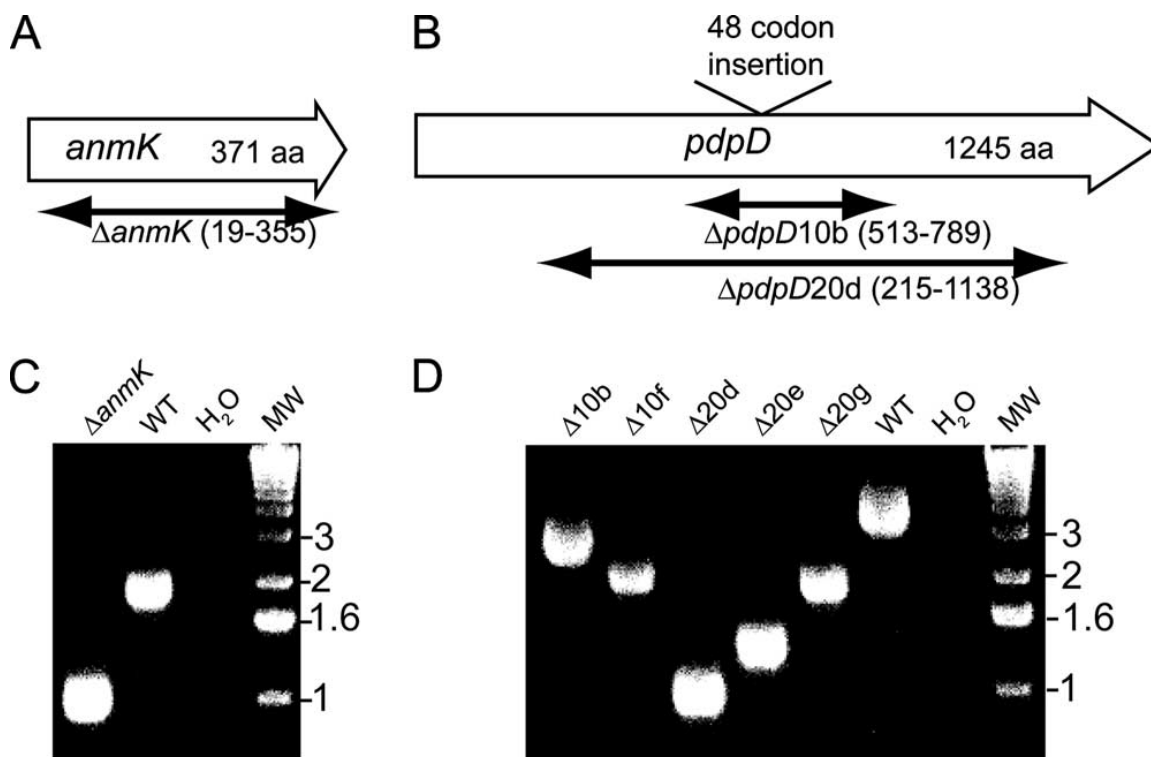 A
anmK 371 aa
ΔanmK (19-355)
B
48 codon
insertion
pdpD 1245 aa
ΔpdpD10b (513-789)
ΔpdpD20d (215-1138)
C
ΔanmK WT H₂O MW
-3
-2
-1.6
-1
D
Δ10b Δ10f Δ20d Δ20e Δ20g WT H₂O MW
-3
-2
-1.6
-1